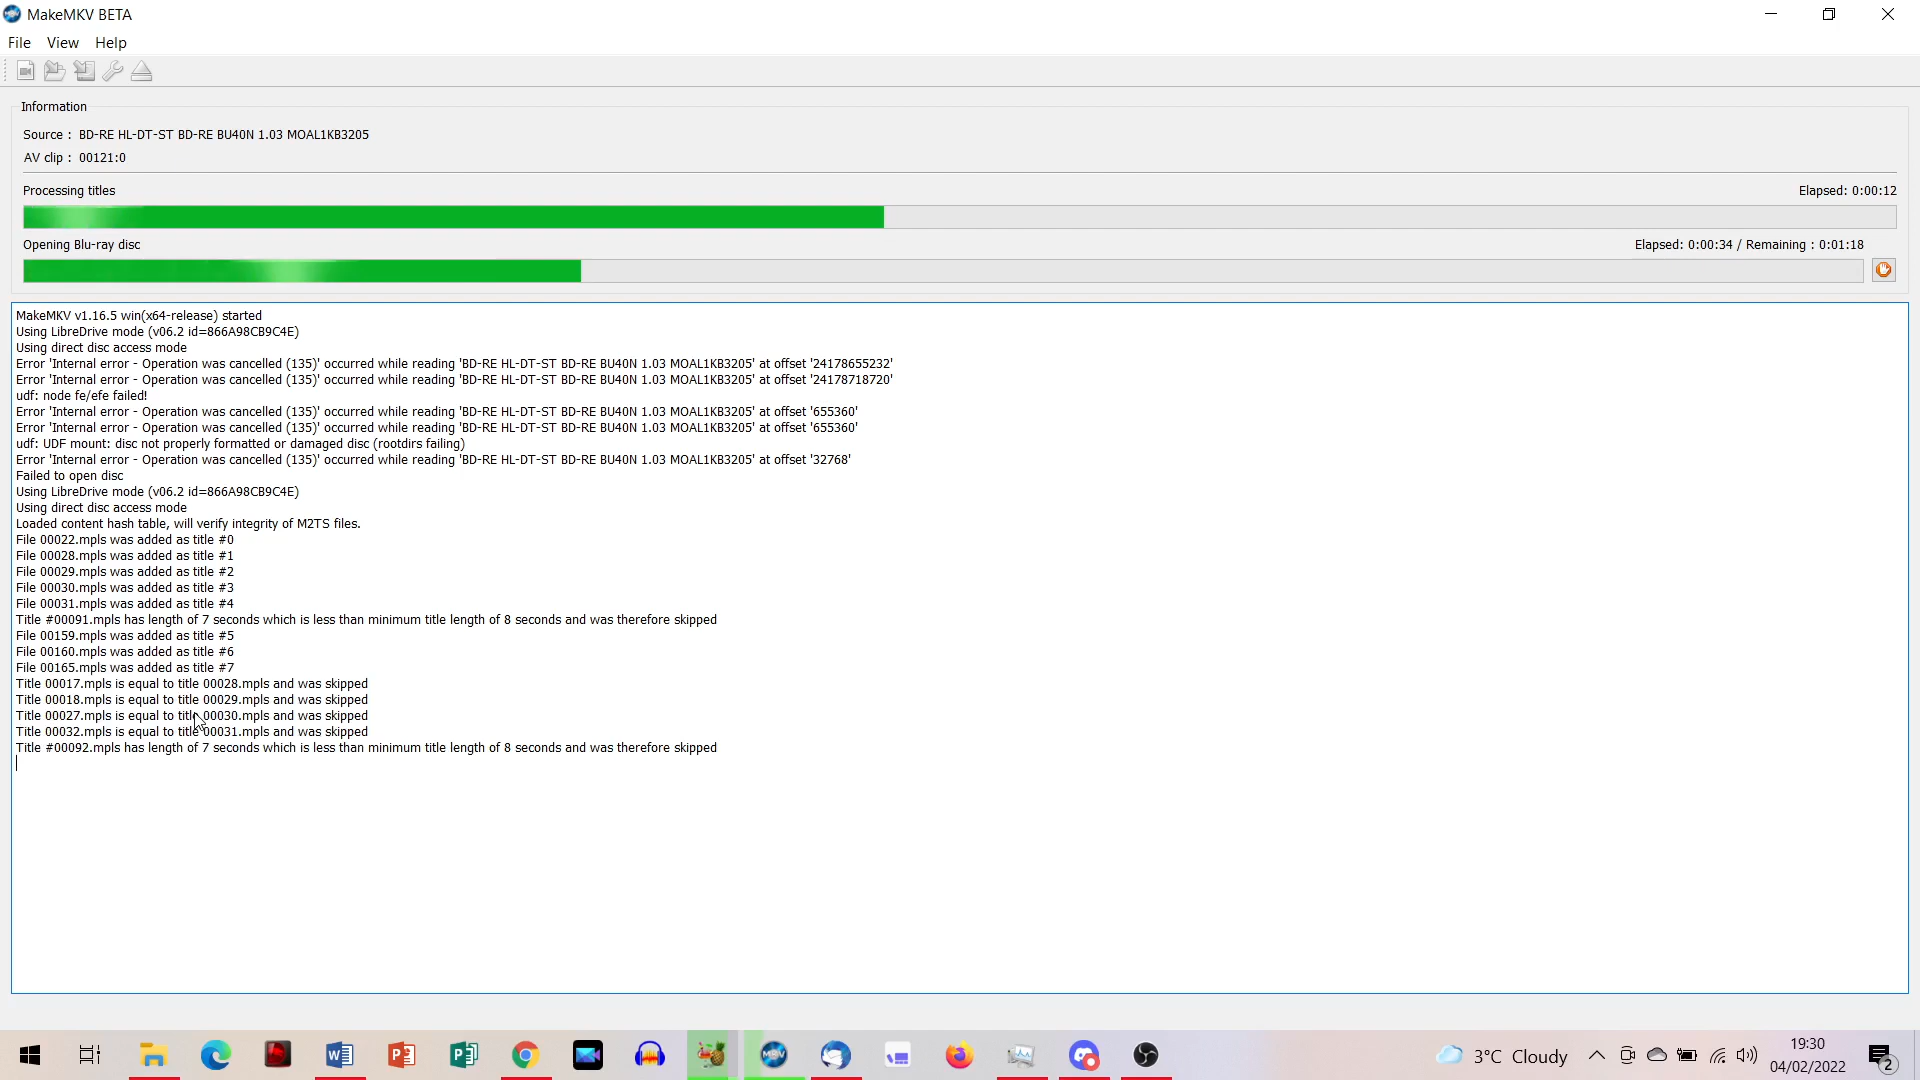 MakeMKV BETA
File View Help
Information
Source : BD-RE HL-DT-ST BD-RE BU40N 1.03 MOAL1KB3205
AV clip : 00121:0
Processing titles Elapsed: 0:00:12
Opening Blu-ray disc Elapsed: 0:00:34 / Remaining : 0:01:18
MakeMKV v1.16.5 win(x64-release) started
Using LibreDrive mode (v06.2 id=866A98CB9C4E)
Using direct disc access mode
Error 'Internal error - Operation was cancelled (135)' occurred while reading 'BD-RE HL-DT-ST BD-RE BU40N 1.03 MOAL1KB3205' at offset '24178655232'
Error 'Internal error - Operation was cancelled (135)' occurred while reading 'BD-RE HL-DT-ST BD-RE BU40N 1.03 MOAL1KB3205' at offset '24178718720'
udf: node fe/efe failed!
Error 'Internal error - Operation was cancelled (135)' occurred while reading 'BD-RE HL-DT-ST BD-RE BU40N 1.03 MOAL1KB3205' at offset '655360'
Error 'Internal error - Operation was cancelled (135)' occurred while reading 'BD-RE HL-DT-ST BD-RE BU40N 1.03 MOAL1KB3205' at offset '655360'
udf: UDF mount: disc not properly formatted or damaged disc (rootdirs failing)
Error 'Internal error - Operation was cancelled (135)' occurred while reading 'BD-RE HL-DT-ST BD-RE BU40N 1.03 MOAL1KB3205' at offset '32768'
Failed to open disc
Using LibreDrive mode (v06.2 id=866A98CB9C4E)
Using direct disc access mode
Loaded content hash table, will verify integrity of M2TS files.
File 00022.mpls was added as title #0
File 00028.mpls was added as title #1
File 00029.mpls was added as title #2
File 00030.mpls was added as title #3
File 00031.mpls was added as title #4
Title #00091.mpls has length of 7 seconds which is less than minimum title length of 8 seconds and was therefore skipped
File 00159.mpls was added as title #5
File 00160.mpls was added as title #6
File 00165.mpls was added as title #7
Title 00017.mpls is equal to title 00028.mpls and was skipped
Title 00018.mpls is equal to title 00029.mpls and was skipped
Title 00027.mpls is equal to title 00030.mpls and was skipped
Title 00032.mpls is equal to title 00031.mpls and was skipped
Title #00092.mpls has length of 7 seconds which is less than minimum title length of 8 seconds and was therefore skipped
3°C Cloudy
19:30
04/02/2022
2